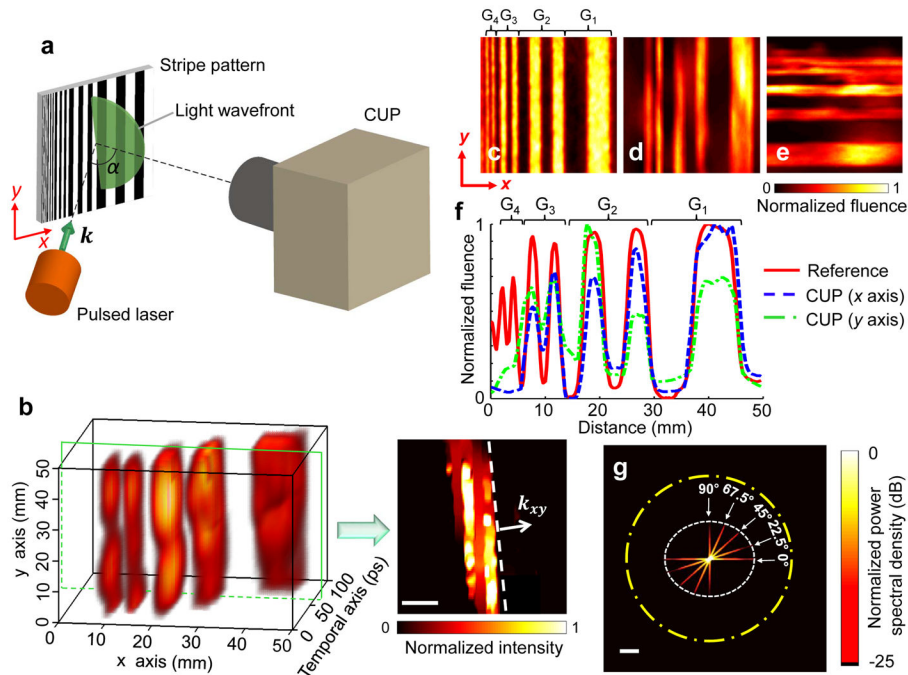 a
Stripe pattern
Light wavefront
CUP
α
y
x
k
Pulsed laser
G4 G3 G2 G1
y
x
c
d
e
0 1
Normalized fluence
f
G4 G3 G2 G1
Normalized fluence
1
0
0 10 20 30 40 50
Distance (mm)
Reference
CUP (x axis)
CUP (y axis)
b
y axis (mm)
50
40
30
20
10
0
0 10 20 30 40 50
x axis (mm)
0 50 100
Temporal axis (ps)
kxy
0 1
Normalized intensity
g
90°
67.5°
45°
22.5°
0°
0
-25
Normalized power
spectral density (dB)